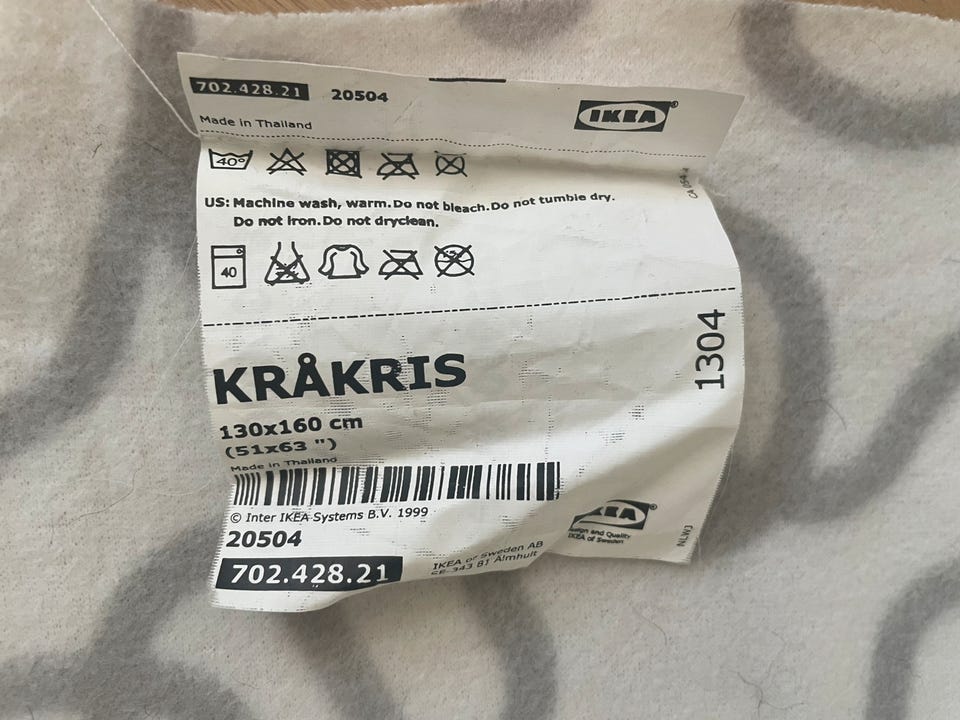 702.428.21 20504
IKEA®
Made in Thailand
40°
US: Machine wash, warm. Do not bleach. Do not tumble dry.
Do not iron. Do not dryclean.
40
1304
KRÅKRIS
130x160 cm
(51x63 ")
Made in Thailand
© Inter IKEA Systems B.V. 1999
20504
702.428.21
IKEA of Sweden AB
SE-343 81 Älmhult
IKEA®
Design and Quality
IKEA of Sweden